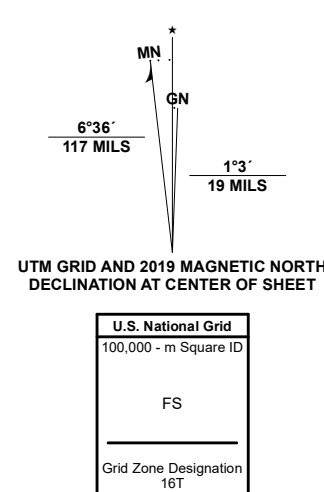 ★
MN
GN
6°36´
117 MILS
1°3´
19 MILS
UTM GRID AND 2019 MAGNETIC NORTH
DECLINATION AT CENTER OF SHEET
U.S. National Grid
100,000 - m Square ID
FS
Grid Zone Designation
16T